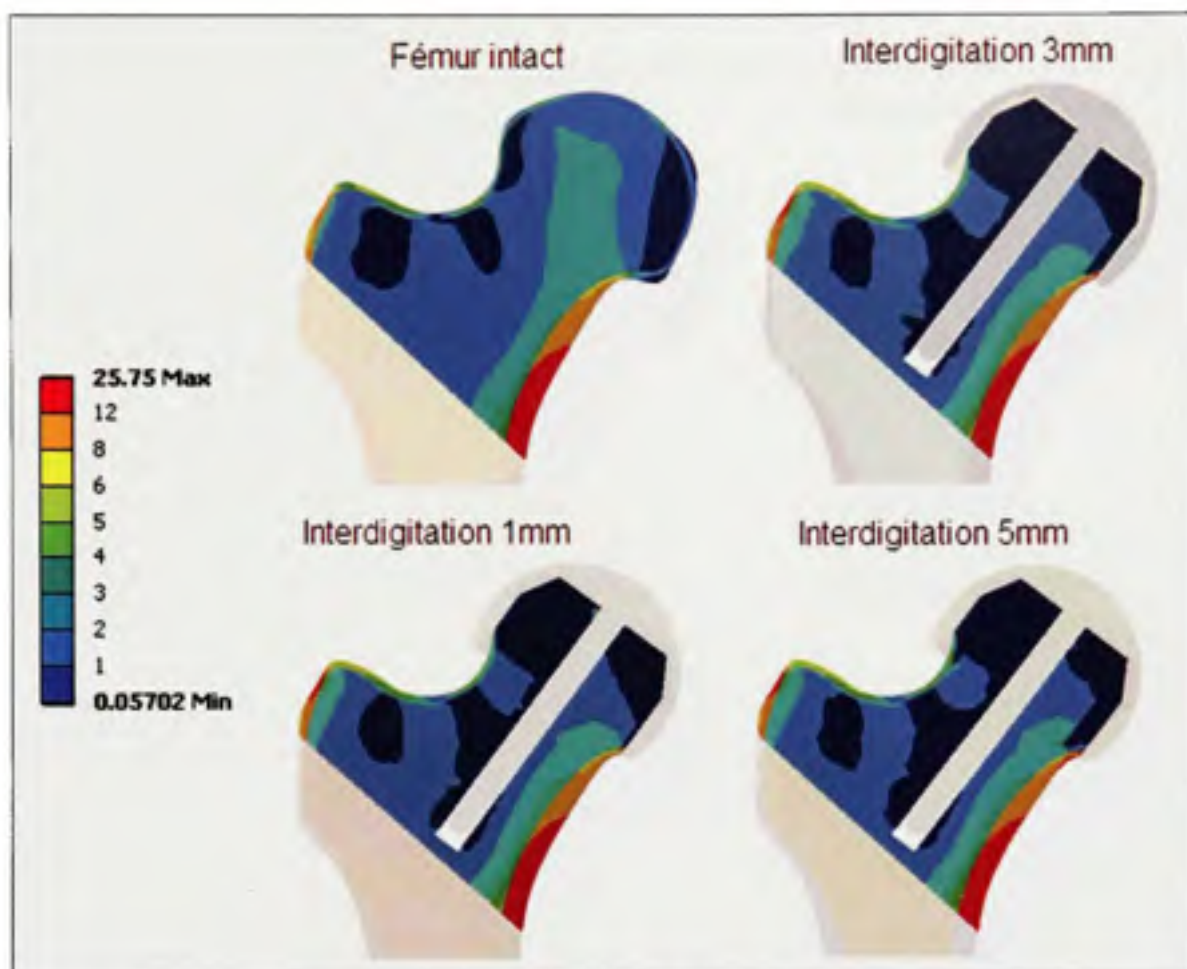 Fémur intact
Interdigitation 3mm
25.75 Max
12
8
6
5
4
3
2
1
0.05702 Min
Interdigitation 1mm
Interdigitation 5mm